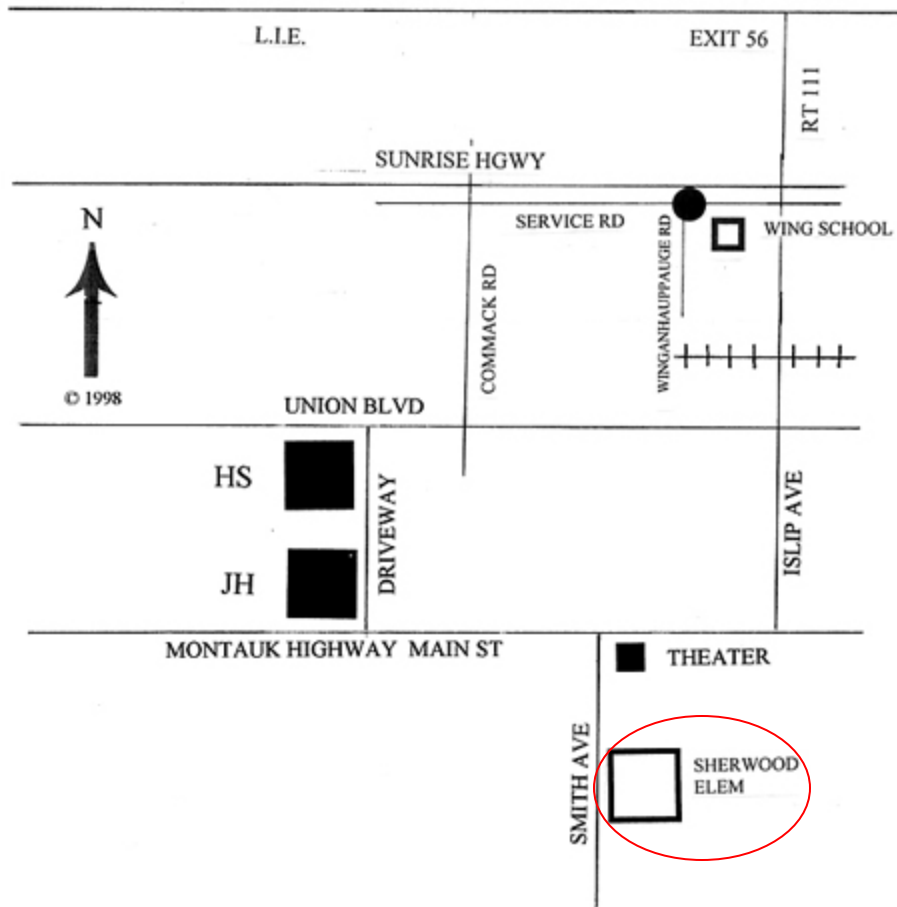 L.I.E.
EXIT 56
RT 111
SUNRISE HGWY
SERVICE RD
WINGANHAUPPAUGE RD
WING SCHOOL
N
© 1998
COMMACK RD
UNION BLVD
HS
JH
DRIVEWAY
ISLIP AVE
MONTAUK HIGHWAY MAIN ST
THEATER
SMITH AVE
SHERWOOD
ELEM